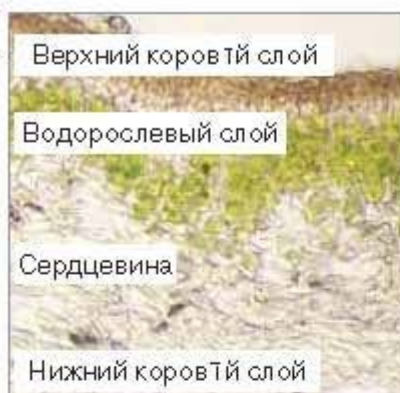 Верхний коровтй слой
Водорослевый слой
Сердцевина
Нижний коровтй слой